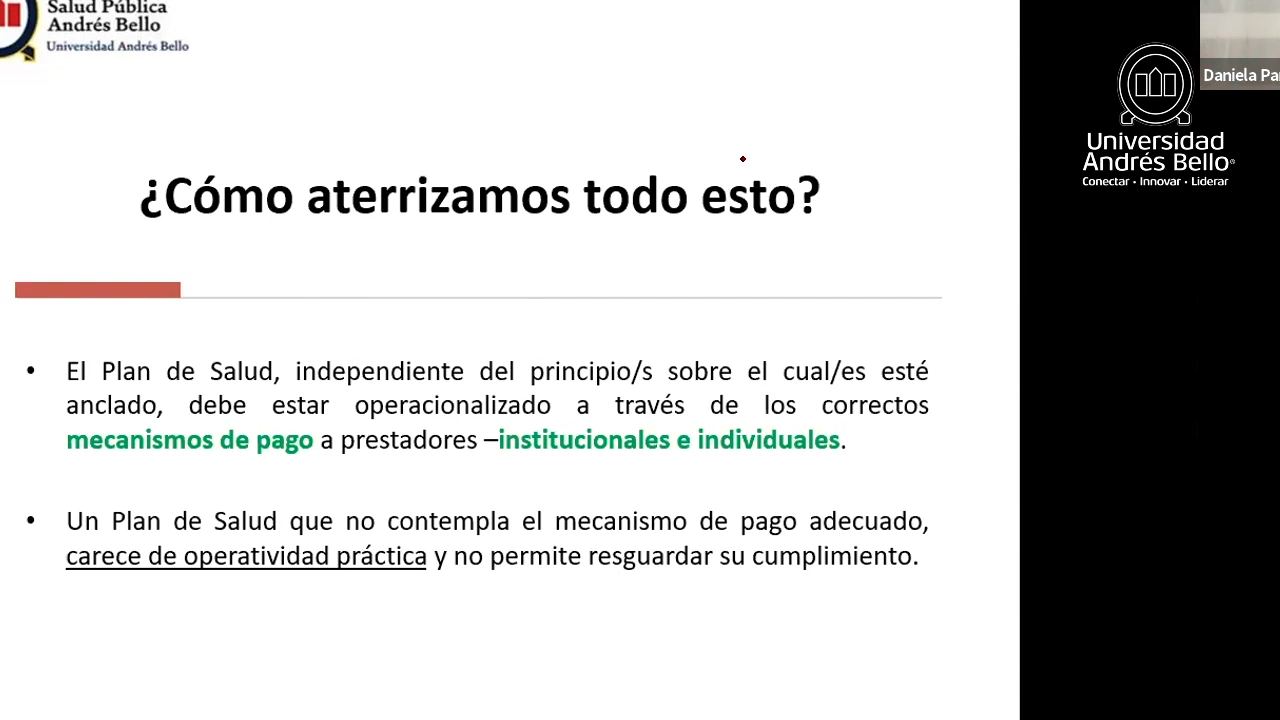 Salud Pública
Andrés Bello
Universidad Andrés Bello
Daniela
Universidad
Andrés Bello®
Conectar • Innovar • Liderar
¿Cómo aterrizamos todo esto?
• El Plan de Salud, independiente del principio/s sobre el cual/es esté
anclado, debe estar operacionalizado a través de los correctos
mecanismos de pago a prestadores –institucionales e individuales.
• Un Plan de Salud que no contempla el mecanismo de pago adecuado,
carece de operatividad práctica y no permite resguardar su cumplimiento.